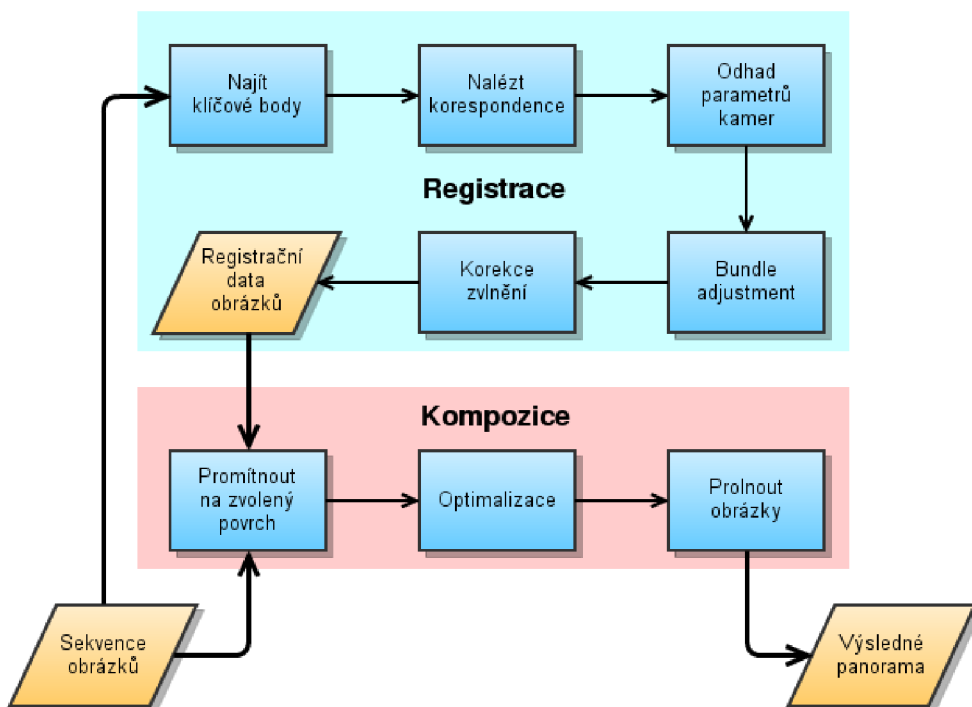 Najít
klíčové body
Nalézt
korespondence
Odhad
parametrů
kamer
Registrace
Registrační
data
obrázků
Korekce
zvlnění
Bundle
adjustment
Kompozice
Promítnout
na zvolený
povrch
Optimalizace
Prolnout
obrázky
Sekvence
obrázků
Výsledné
panorama